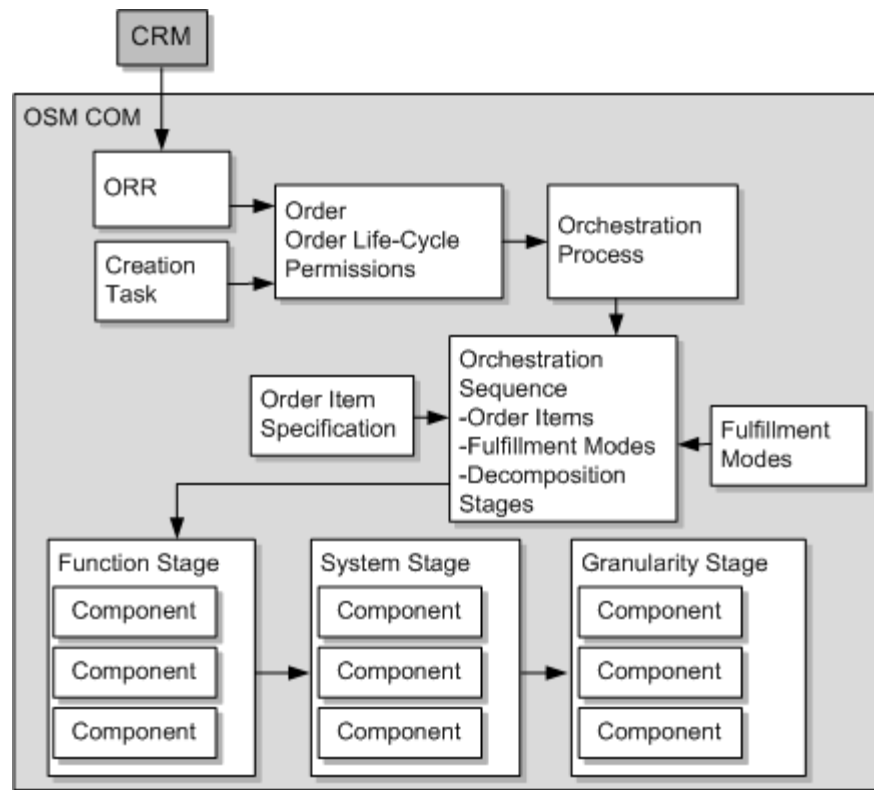 CRM
OSM COM
ORR
Order
Order Life-Cycle
Permissions
Orchestration
Process
Creation
Task
Orchestration
Sequence
-Order Items
-Fulfillment Modes
-Decomposition
Stages
Order Item
Specification
Fulfillment
Modes
Function Stage
Component
Component
Component
System Stage
Component
Component
Component
Granularity Stage
Component
Component
Component